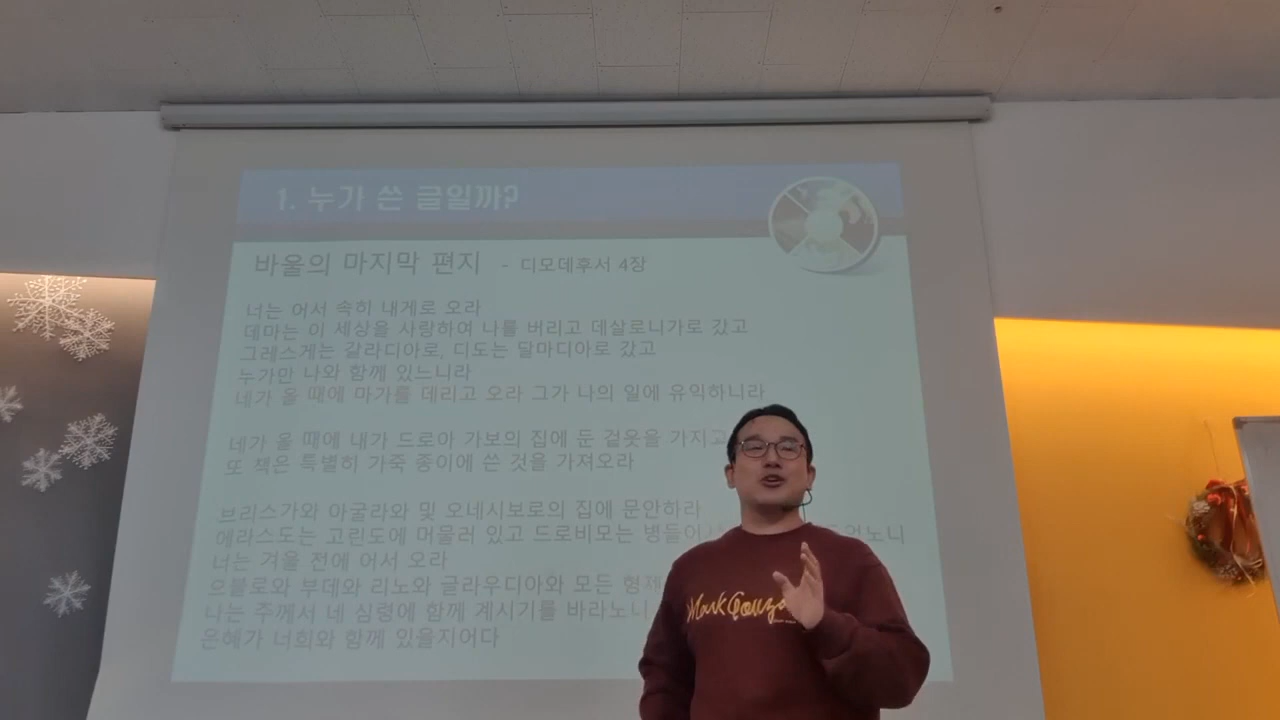 1. 누가 쓴 글일까?
바울의 마지막 편지 - 디모데후서 4장
너는 어서 속히 내게로 오라
데마는 이 세상을 사랑하여 나를 버리고 데살로니가로 갔고
그레스게는 갈라디아로, 디도는 달마디아로 갔고
누가만 나와 함께 있느니라
네가 올 때에 마가를 데리고 오라 그가 나의 일에 유익하니라
네가 올 때에 내가 드로아 가보의 집에 둔 겉옷을 가지고
또 책은 특별히 가죽 종이에 쓴 것을 가져오라
브리스가와 아굴라와 및 오네시보로의 집에 문안하라
에라스도는 고린도에 머물러 있고 드로비모는 병들어
너는 겨울 전에 어서 오라
으불로와 부데와 리노와 글라우디아와 모든 형제
나는 주께서 네 심령에 함께 계시기를 바라노니
은혜가 너희와 함께 있을지어다
Mark